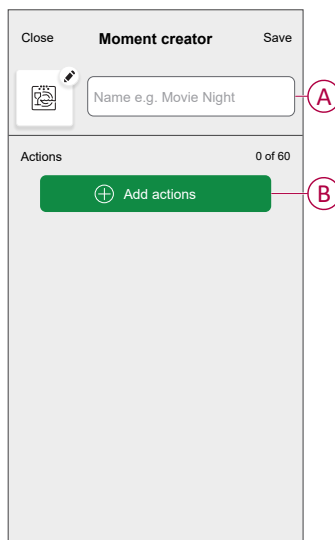 Close Moment creator Save
Name e.g. Movie Night
A
Actions 0 of 60
Add actions
B